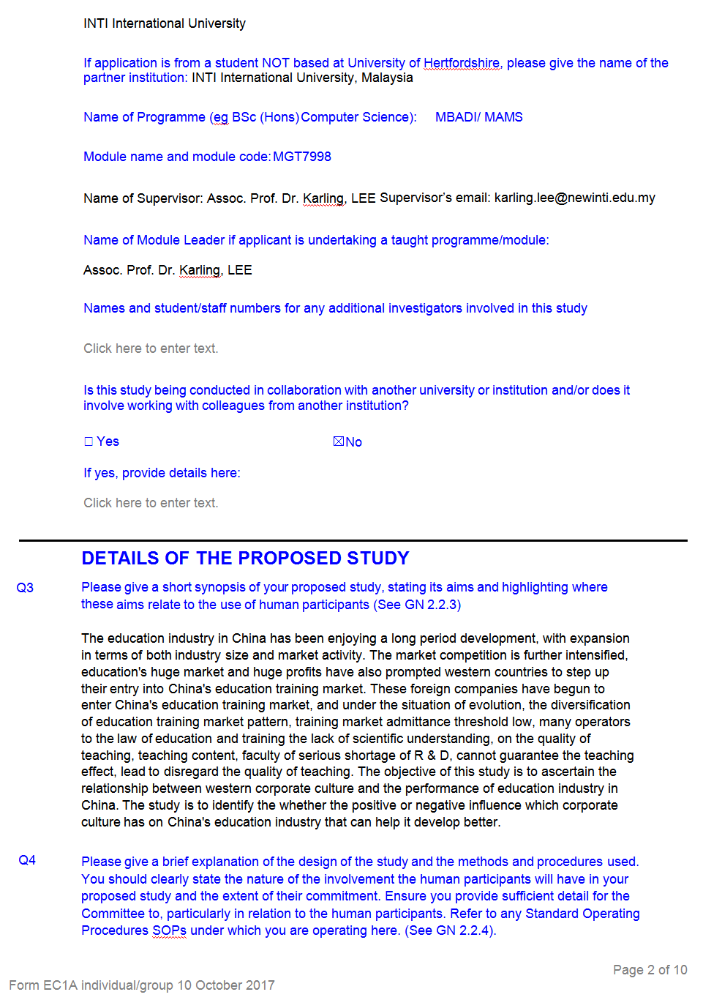 INTI International University
If application is from a student NOT based at University of Hertfordshire, please give the name of the
partner institution: INTI International University, Malaysia
Name of Programme (eg BSc (Hons) Computer Science): MBADI/ MAMS
Module name and module code: MGT7998
Name of Supervisor: Assoc. Prof. Dr. Karling, LEE Supervisor's email: karling.lee@newinti.edu.my
Name of Module Leader if applicant is undertaking a taught programme/module:
Assoc. Prof. Dr. Karling, LEE
Names and student/staff numbers for any additional investigators involved in this study
Click here to enter text.
Is this study being conducted in collaboration with another university or institution and/or does it
involve working with colleagues from another institution?
☐ Yes ☒ No
If yes, provide details here:
Click here to enter text.
DETAILS OF THE PROPOSED STUDY
Q3 Please give a short synopsis of your proposed study, stating its aims and highlighting where
these aims relate to the use of human participants (See GN 2.2.3)
The education industry in China has been enjoying a long period development, with expansion
in terms of both industry size and market activity. The market competition is further intensified,
education's huge market and huge profits have also prompted western countries to step up
their entry into China's education training market. These foreign companies have begun to
enter China's education training market, and under the situation of evolution, the diversification
of education training market pattern, training market admittance threshold low, many operators
to the law of education and training the lack of scientific understanding, on the quality of
teaching, teaching content, faculty of serious shortage of R & D, cannot guarantee the teaching
effect, lead to disregard the quality of teaching. The objective of this study is to ascertain the
relationship between western corporate culture and the performance of education industry in
China. The study is to identify the whether the positive or negative influence which corporate
culture has on China's education industry that can help it develop better.
Q4 Please give a brief explanation of the design of the study and the methods and procedures used.
You should clearly state the nature of the involvement the human participants will have in your
proposed study and the extent of their commitment. Ensure you provide sufficient detail for the
Committee to, particularly in relation to the human participants. Refer to any Standard Operating
Procedures SOPs under which you are operating here. (See GN 2.2.4).
Page 2 of 10
Form EC1A individual/group 10 October 2017